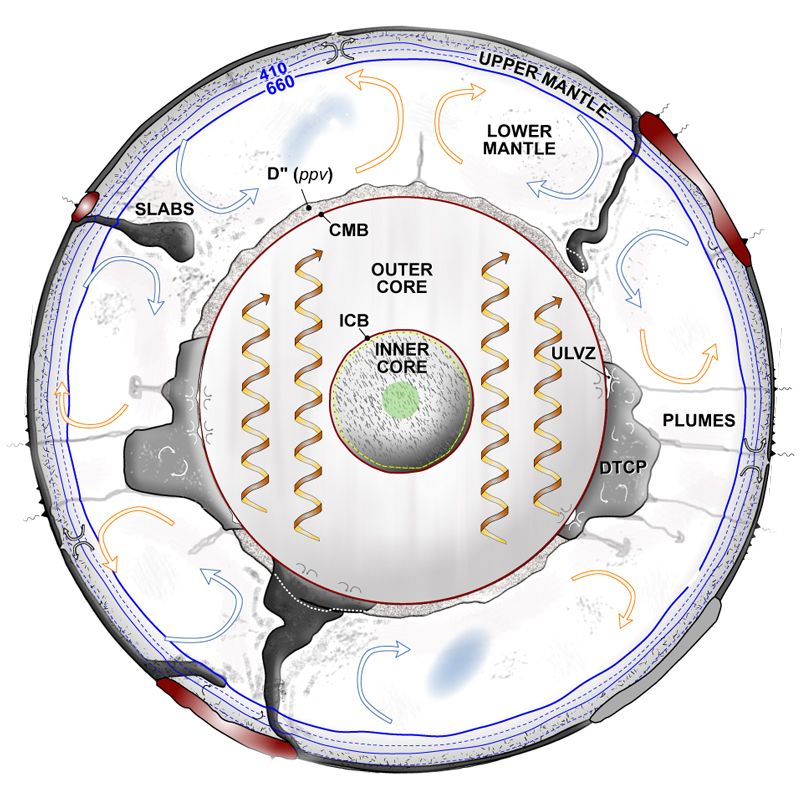 410
660
UPPER MANTLE
LOWER
MANTLE
D" (ppv)
SLABS
CMB
OUTER
CORE
ICB
INNER
CORE
ULVZ
PLUMES
DTCP